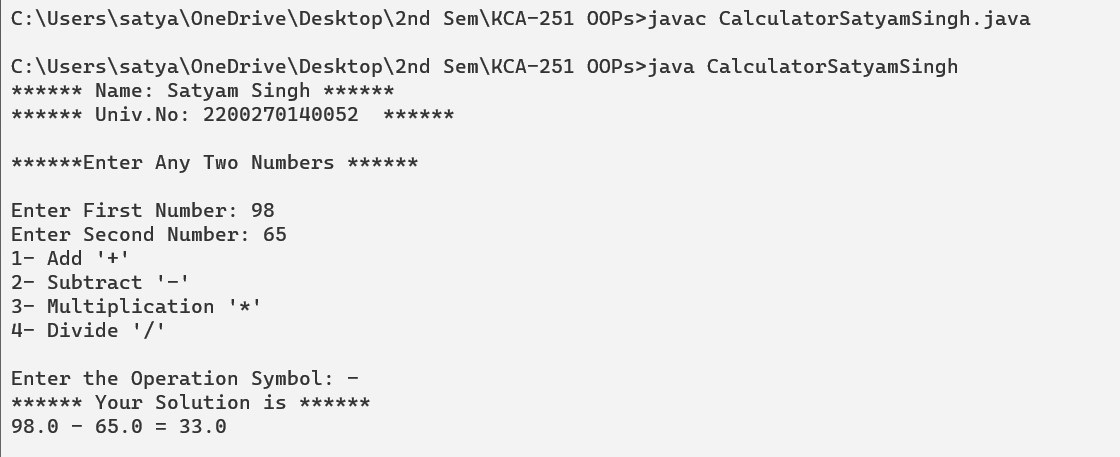 C:\Users\satya\OneDrive\Desktop\2nd Sem\KCA-251 OOPs>javac CalculatorSatyamSingh.java
C:\Users\satya\OneDrive\Desktop\2nd Sem\KCA-251 OOPs>java CalculatorSatyamSingh
****** Name: Satyam Singh ******
****** Univ.No: 2200270140052  ******
******Enter Any Two Numbers ******
Enter First Number: 98
Enter Second Number: 65
1- Add '+'
2- Subtract '-'
3- Multiplication '*'
4- Divide '/'
Enter the Operation Symbol: -
****** Your Solution is ******
98.0 - 65.0 = 33.0